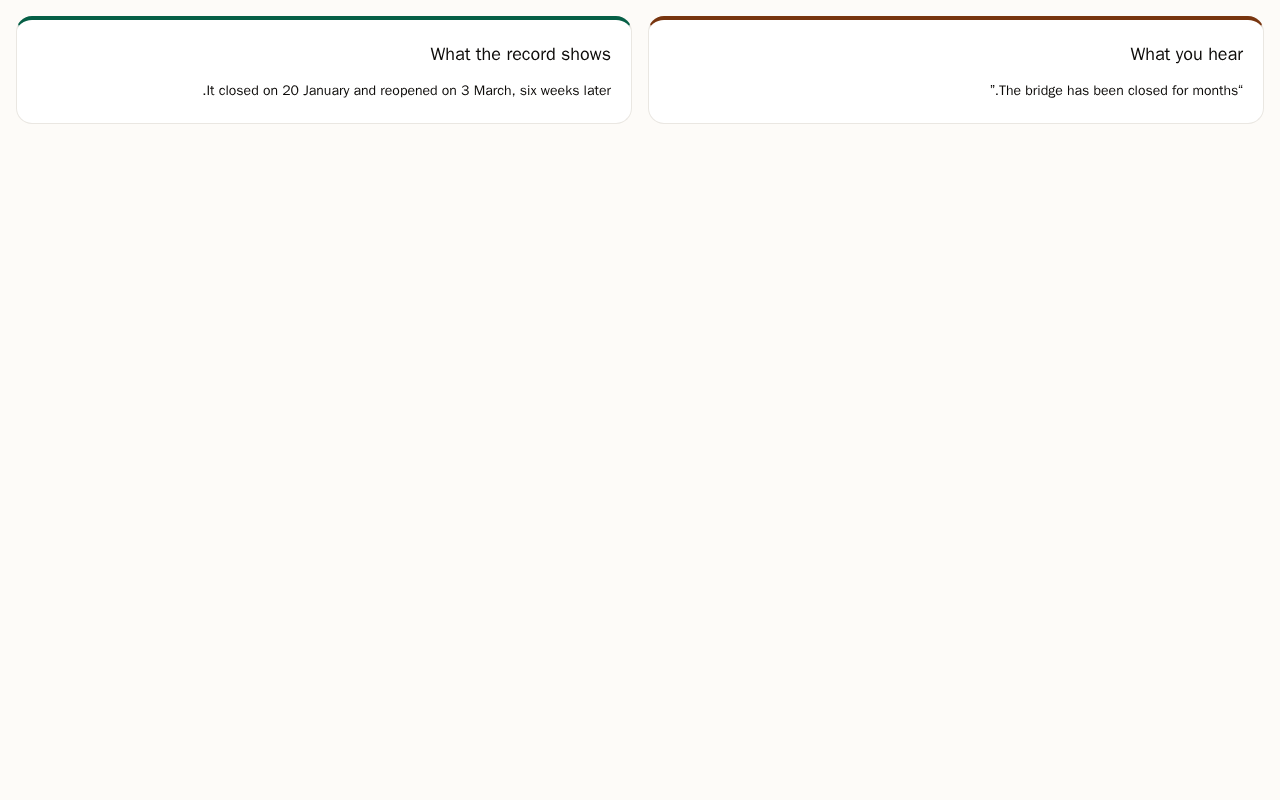 What you hear
“The bridge has been closed for months.”
What the record shows
It closed on 20 January and reopened on 3 March, six weeks later.